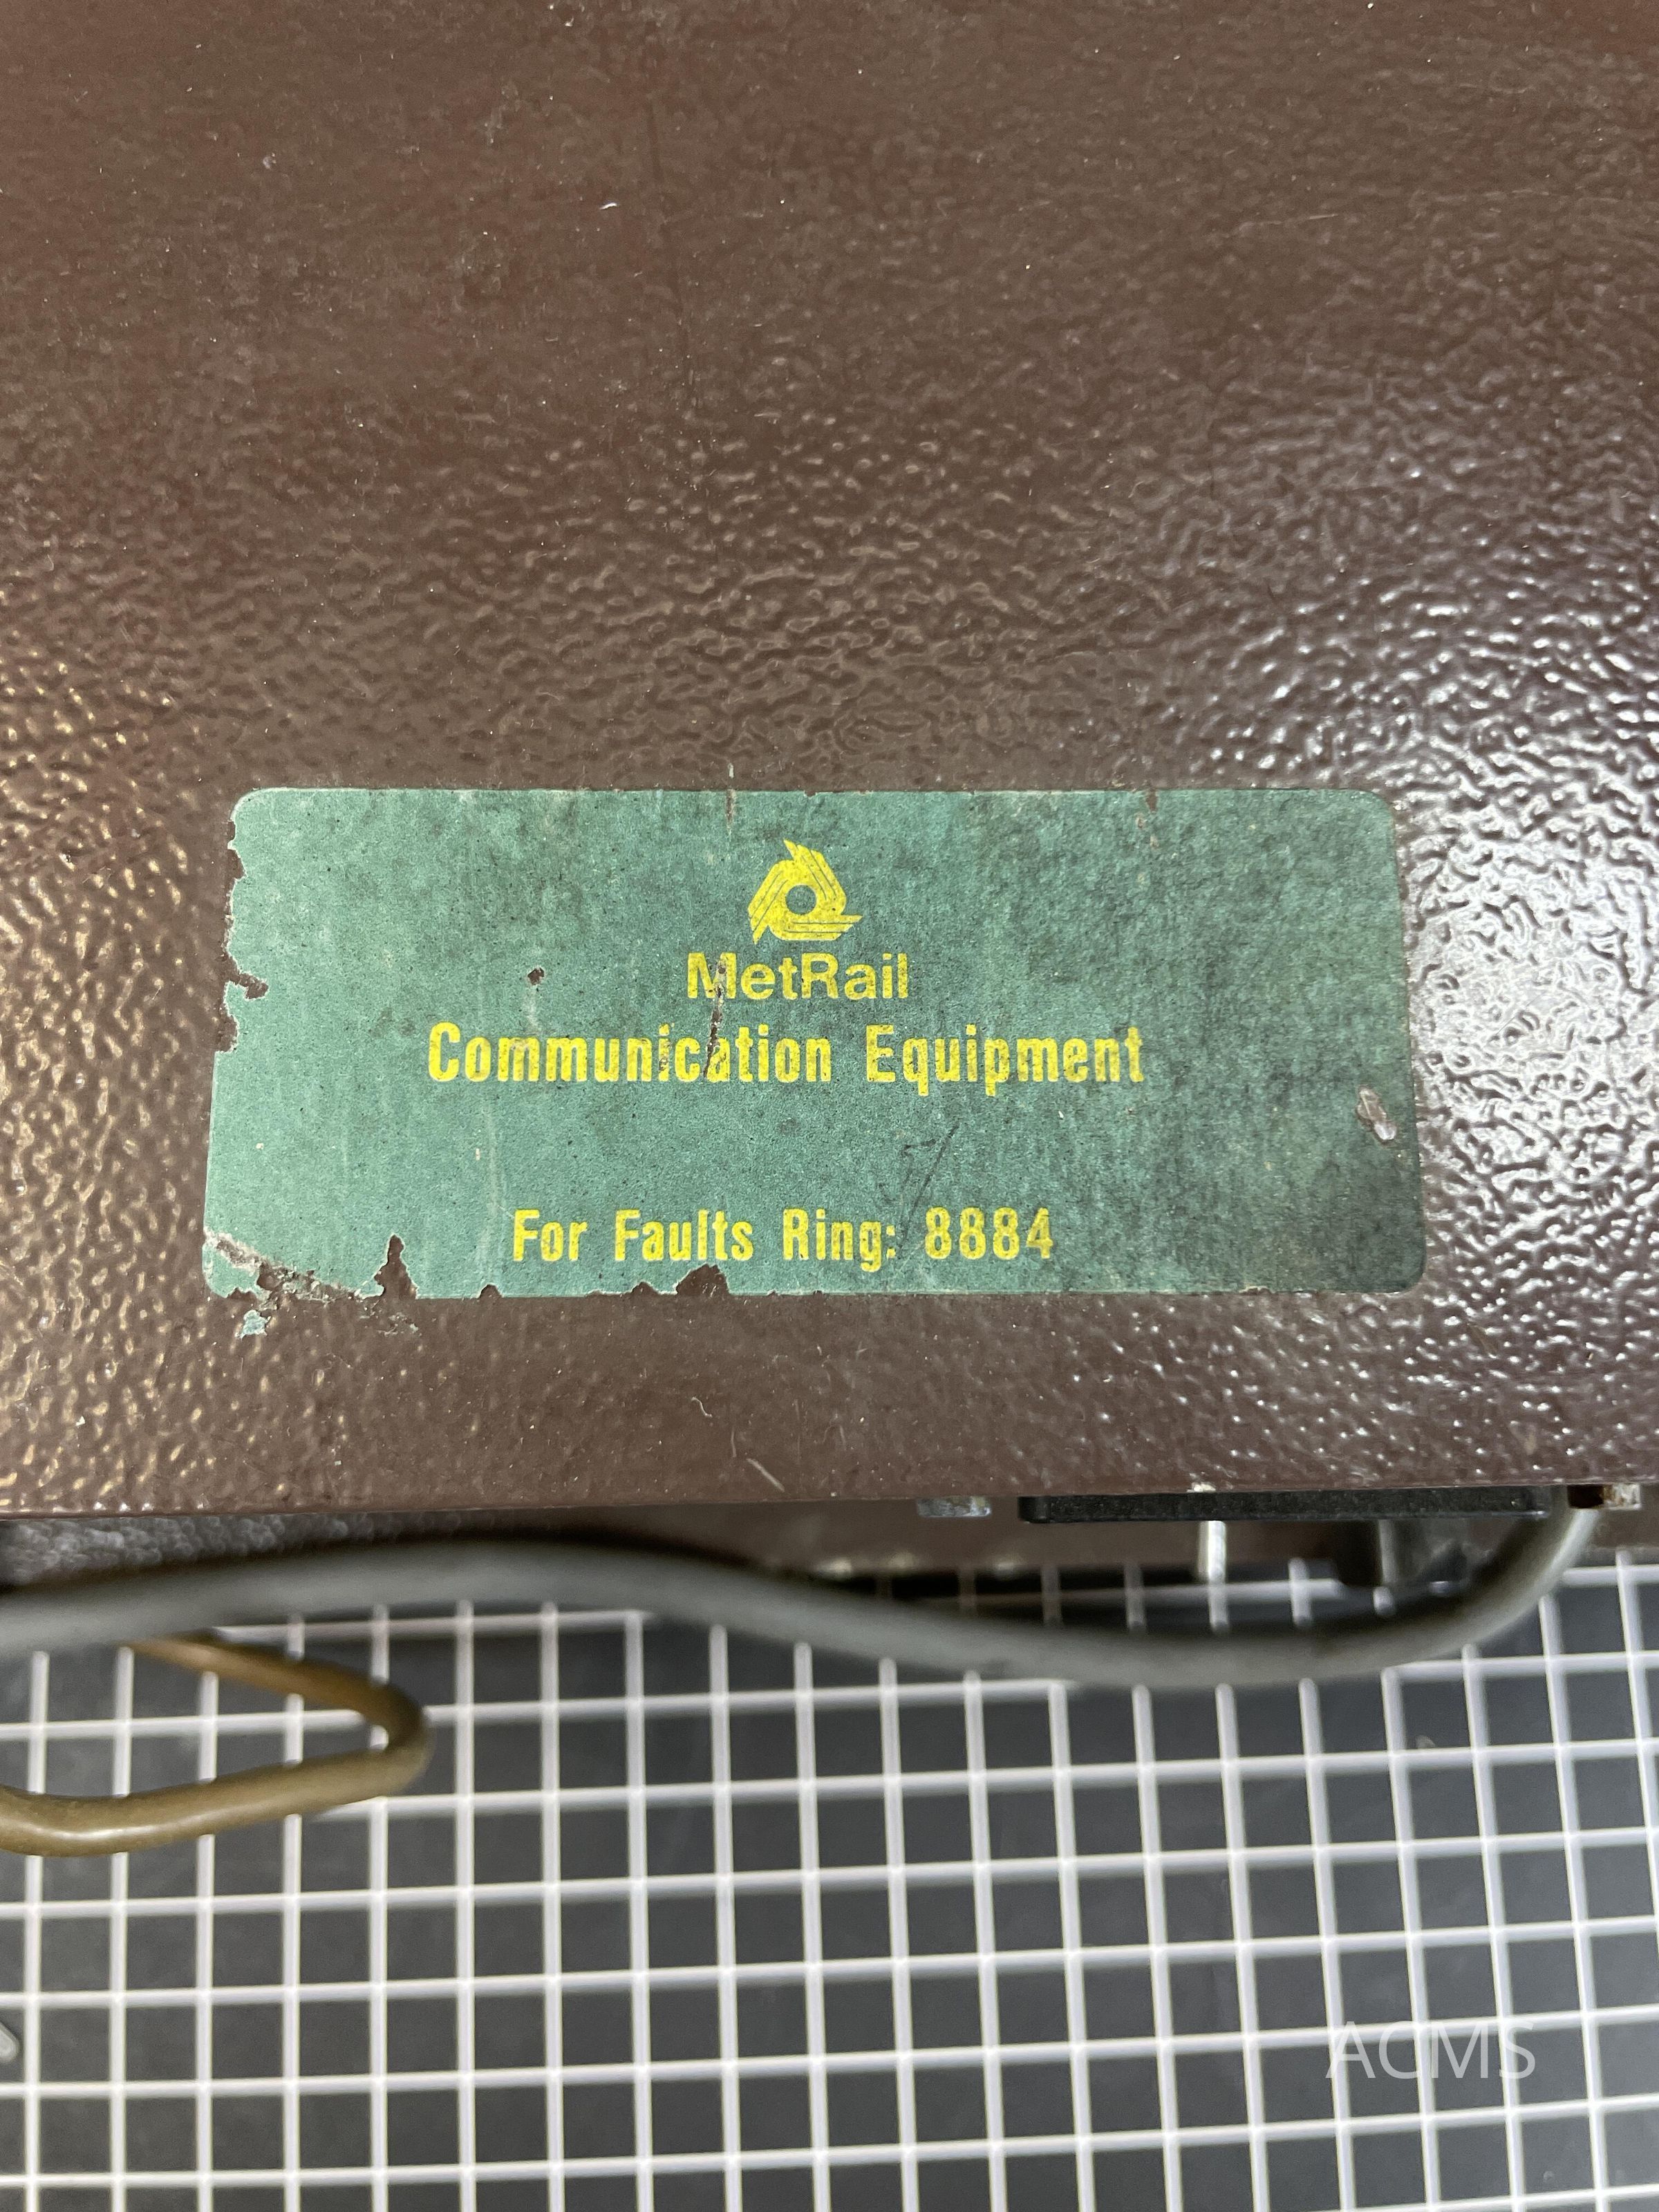 MetRail
Communication Equipment
For Faults Ring: 8884
ACMS